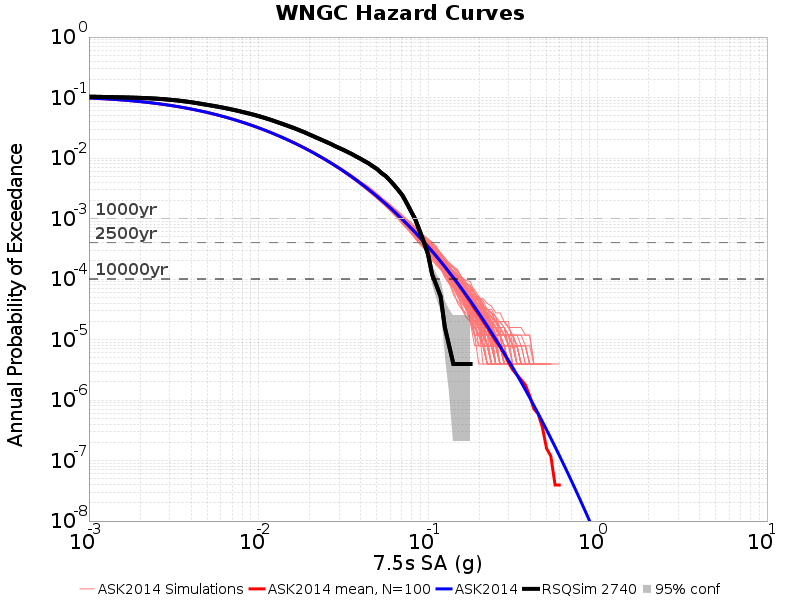 WNGC Hazard Curves
10^0
10^-1
10^-2
10^-3
10^-4
10^-5
10^-6
10^-7
10^-8
Annual Probability of Exceedance
1000yr
2500yr
10000yr
10^-3 10^-2 10^-1 10^0 10^1
7.5s SA (g)
ASK2014 Simulations ASK2014 mean, N=100 ASK2014 RSQSim 2740 95% conf